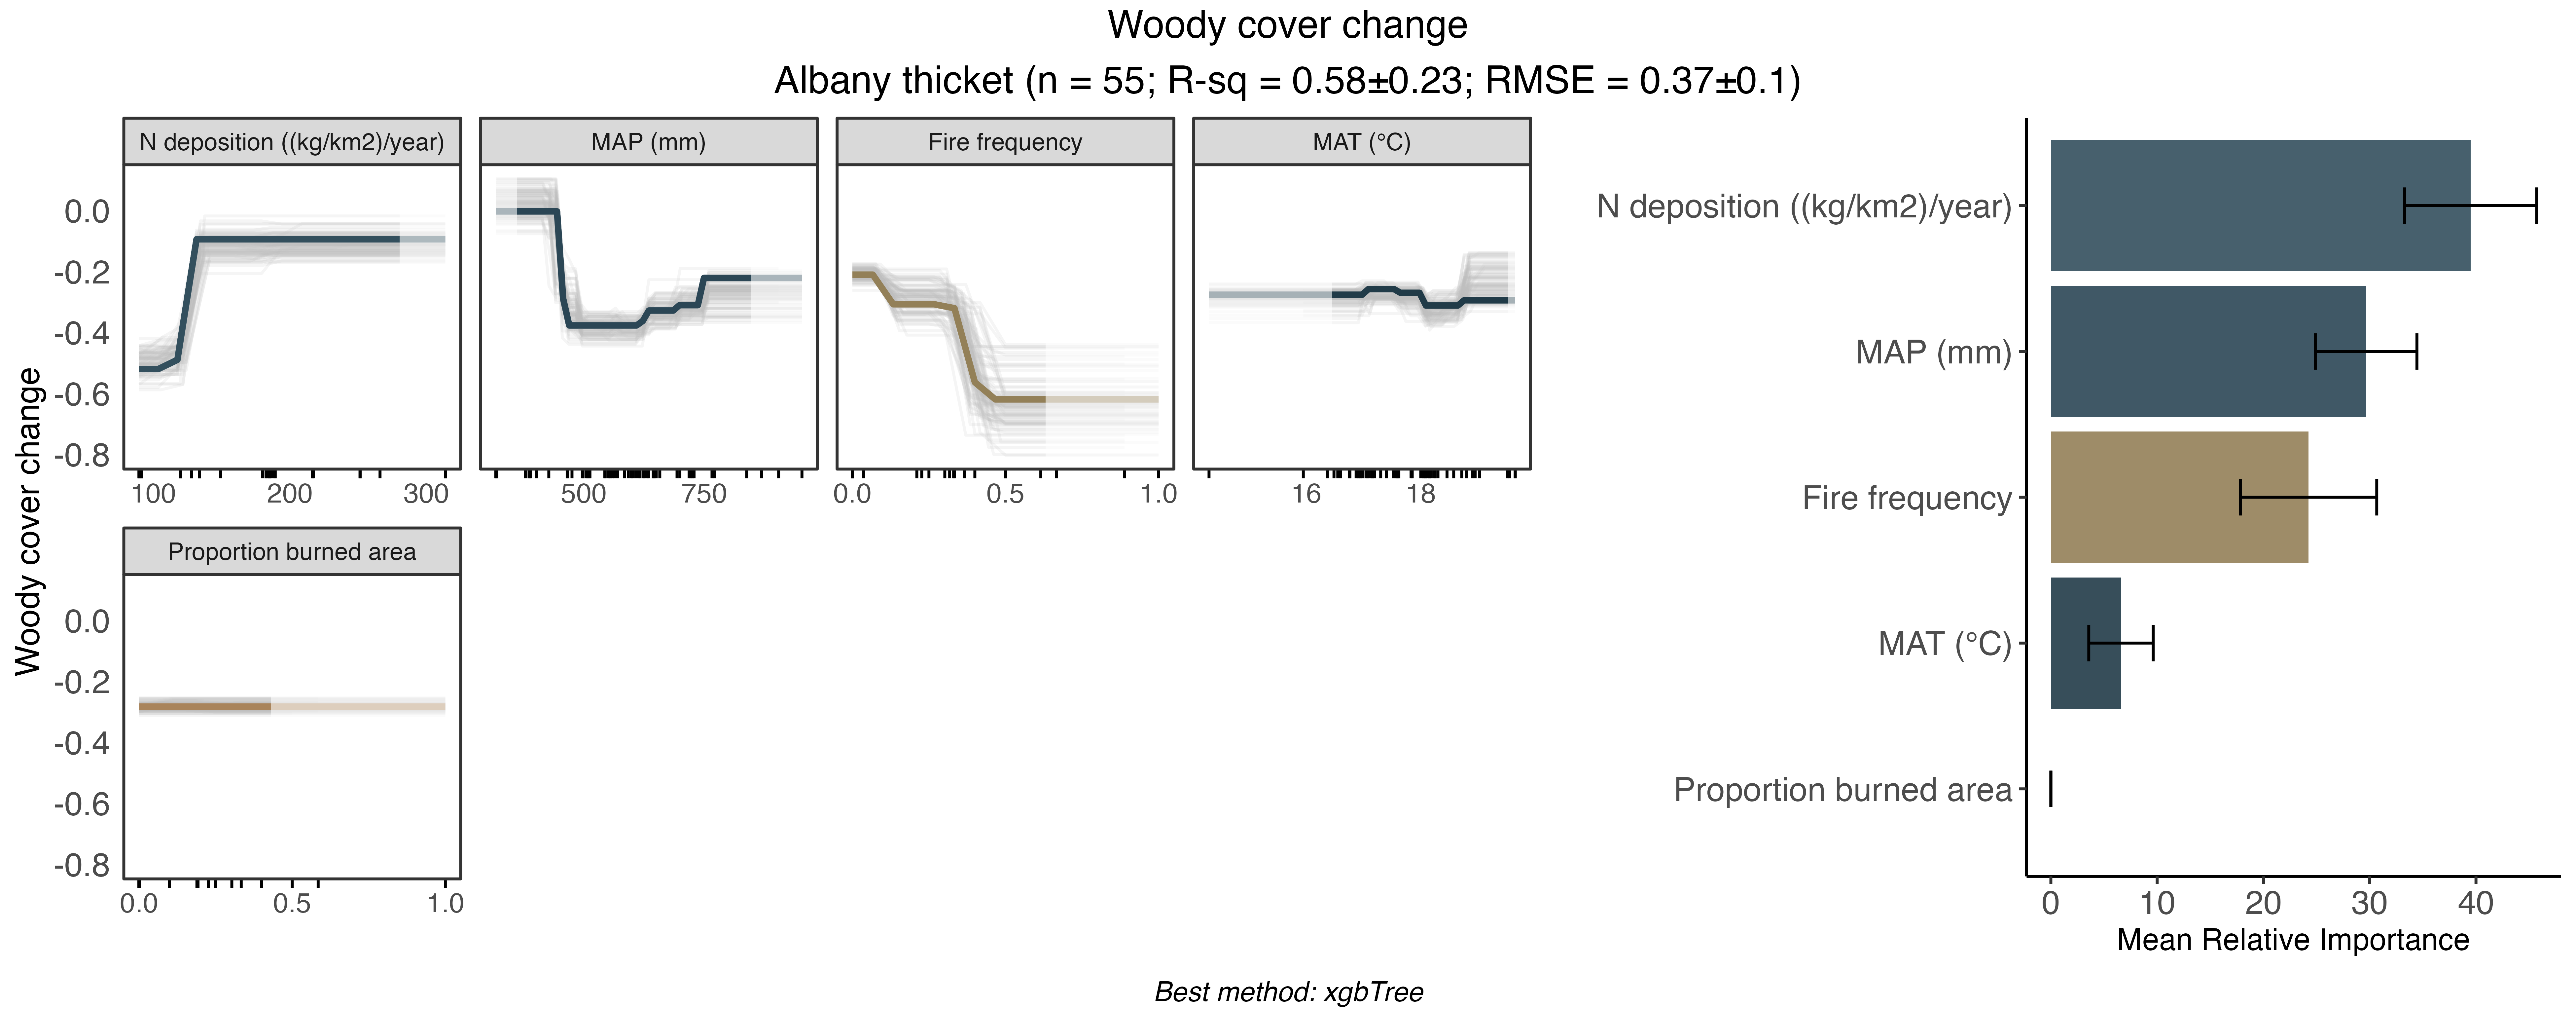 Woody cover change
Albany thicket (n = 55; R-sq = 0.58±0.23; RMSE = 0.37±0.1)
N deposition ((kg/km2)/year)
MAP (mm)
Fire frequency
MAT (°C)
Woody cover change
0.0
-0.2
-0.4
-0.6
-0.8
100 200 300
500 750
0.0 0.5 1.0
16 18
Proportion burned area
0.0
-0.2
-0.4
-0.6
-0.8
0.0 0.5 1.0
N deposition ((kg/km2)/year)
MAP (mm)
Fire frequency
MAT (°C)
Proportion burned area
0 10 20 30 40
Mean Relative Importance
Best method: xgbTree